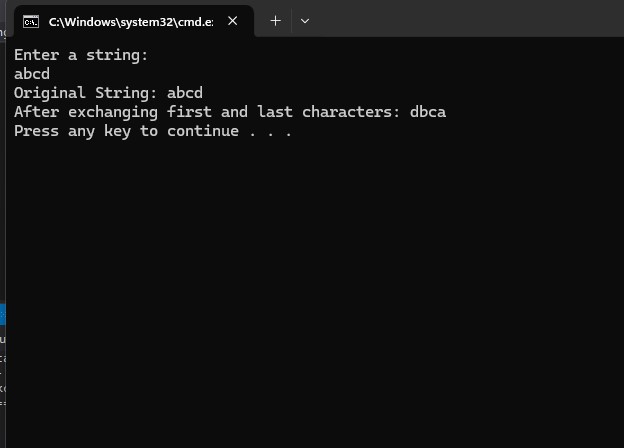 C:\Windows\system32\cmd.e:
Enter a string:
abcd
Original String: abcd
After exchanging first and last characters: dbca
Press any key to continue . . .